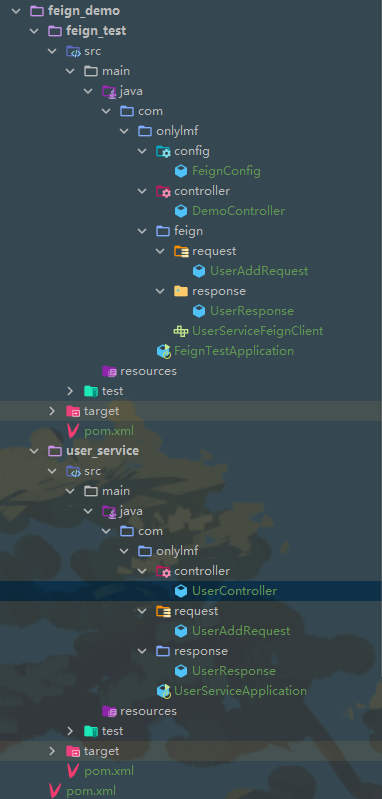 feign_demo
feign_test
src
main
java
com
onlylmf
config
FeignConfig
controller
DemoController
feign
request
UserAddRequest
response
UserResponse
UserServiceFeignClient
FeignTestApplication
resources
test
target
pom.xml
user_service
src
main
java
com
onlylmf
controller
UserController
request
UserAddRequest
response
UserResponse
UserServiceApplication
resources
test
target
pom.xml
pom.xml